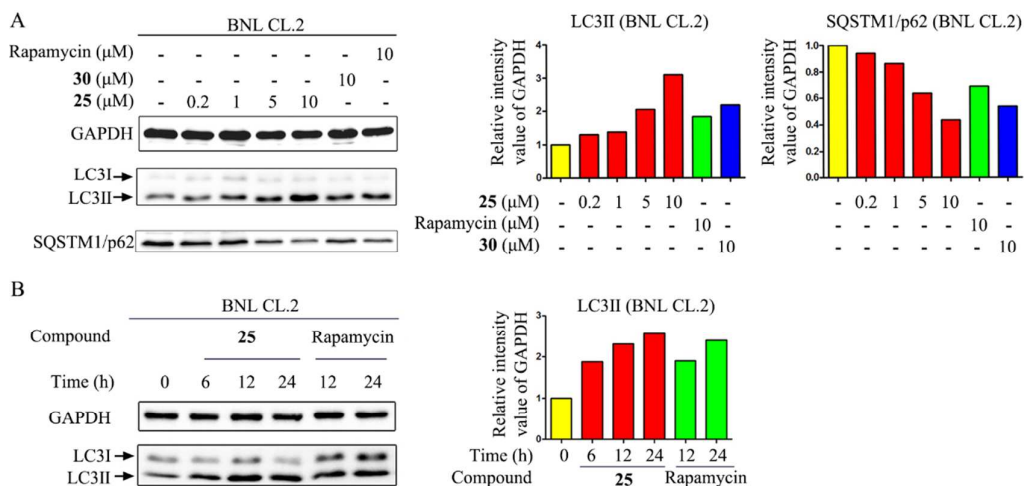 A
BNL CL.2
Rapamycin (μM) - - - - - - 10
30 (μM) - - - - - 10 -
25 (μM) - 0.2 1 5 10 - -
GAPDH
LC3I
LC3II
SQSTM1/p62
LC3II (BNL CL.2)
Relative intensity
value of GAPDH
4
3
2
1
0
25 (μM) - 0.2 1 5 10 - -
Rapamycin (μM) - - - - - 10 -
30 (μM) - - - - - - 10
SQSTM1/p62 (BNL CL.2)
Relative intensity
value of GAPDH
1.0
0.8
0.6
0.4
0.2
0.0
- 0.2 1 5 10 - -
- - - - - 10 -
- - - - - - 10
B
BNL CL.2
Compound 25 Rapamycin
Time (h) 0 6 12 24 12 24
GAPDH
LC3I
LC3II
LC3II (BNL CL.2)
Relative intensity
value of GAPDH
3
2
1
0
Time (h) 0 6 12 24 12 24
Compound 25 Rapamycin